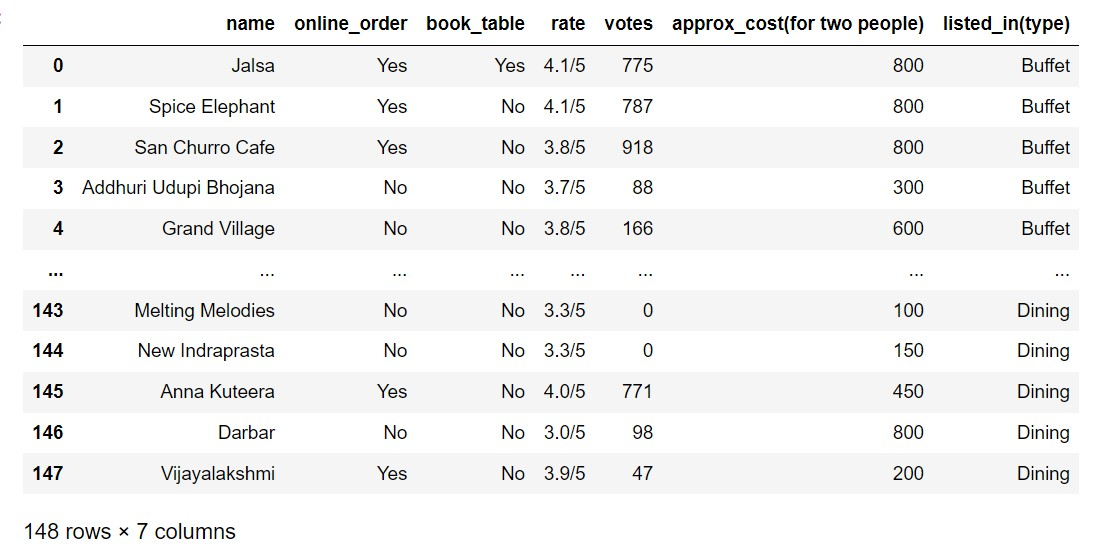 name online_order book_table rate votes approx_cost(for two people) listed_in(type)
0 Jalsa Yes Yes 4.1/5 775 800 Buffet
1 Spice Elephant Yes No 4.1/5 787 800 Buffet
2 San Churro Cafe Yes No 3.8/5 918 800 Buffet
3 Addhuri Udupi Bhojana No No 3.7/5 88 300 Buffet
4 Grand Village No No 3.8/5 166 600 Buffet
... ... ... ... ... ... ... ...
143 Melting Melodies No No 3.3/5 0 100 Dining
144 New Indraprasta No No 3.3/5 0 150 Dining
145 Anna Kuteera Yes No 4.0/5 771 450 Dining
146 Darbar No No 3.0/5 98 800 Dining
147 Vijayalakshmi Yes No 3.9/5 47 200 Dining
148 rows × 7 columns